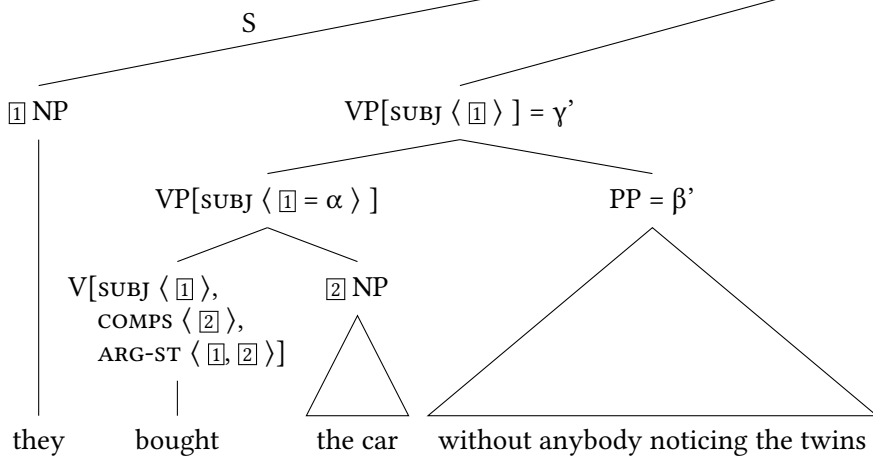 S
1 NP VP[SUBJ ⟨ 1 ⟩ ] = γ’
VP[SUBJ ⟨ 1 = α ⟩ ] PP = β’
V[SUBJ ⟨ 1 ⟩, 2 NP
COMPS ⟨ 2 ⟩,
ARG-ST ⟨ 1, 2 ⟩]
they bought the car without anybody noticing the twins